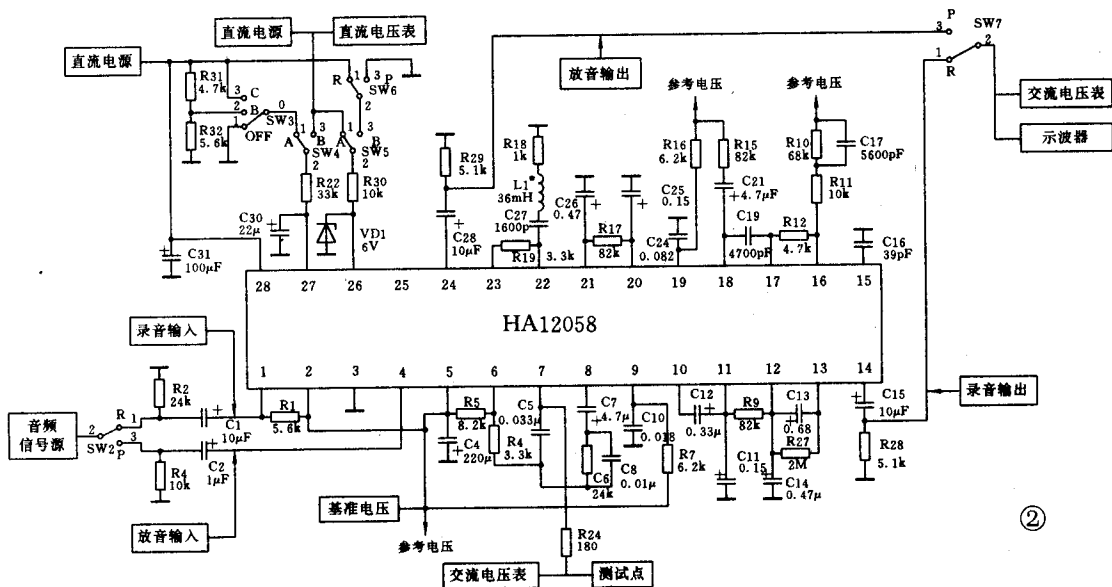 直流电源
直流电压表
直流电源
R31
4.7k
R32
5.6k
3
C
2
B
1
OFF
0
SW3
A
1
3
B
SW4
2
R
1
3
P
SW6
2
A
1
3
B
SW5
2
R22
33k
R30
10k
C30
22μ
VD1
6V
C31
100μF
R29
5.1k
C28
10μF
R18
1k
L1*
36mH
C27
1600p
R19
3.3k
C26
0.47
R17
82k
C25
0.15
C24
0.082
参考电压
R16
6.2k
R15
82k
C21
4.7μF
C19
4700pF
R12
4.7k
参考电压
R10
68k
C17
5600pF
R11
10k
C16
39pF
放音输出
3
P
SW7
2
1
R
交流电压表
示波器
28
27
26
25
24
23
22
21
20
19
18
17
16
15
HA12058
1
2
3
4
5
6
7
8
9
10
11
12
13
14
录音输入
R2
24k
音频
信号源
2
R
1
SW2
3
P
C1
10μF
R1
5.6k
R4
10k
C2
1μF
放音输入
R5
8.2k
C4
220μ
R4
3.3k
C5
0.033μ
C7
4.7μ
C6
24k
C8
0.01μ
C10
0.018
R7
6.2k
C12
0.33μ
R9
82k
C11
0.15
C13
0.68
R27
2M
C14
0.47μ
C15
10μF
R28
5.1k
录音输出
基准电压
参考电压
R24
180
交流电压表
测试点
②